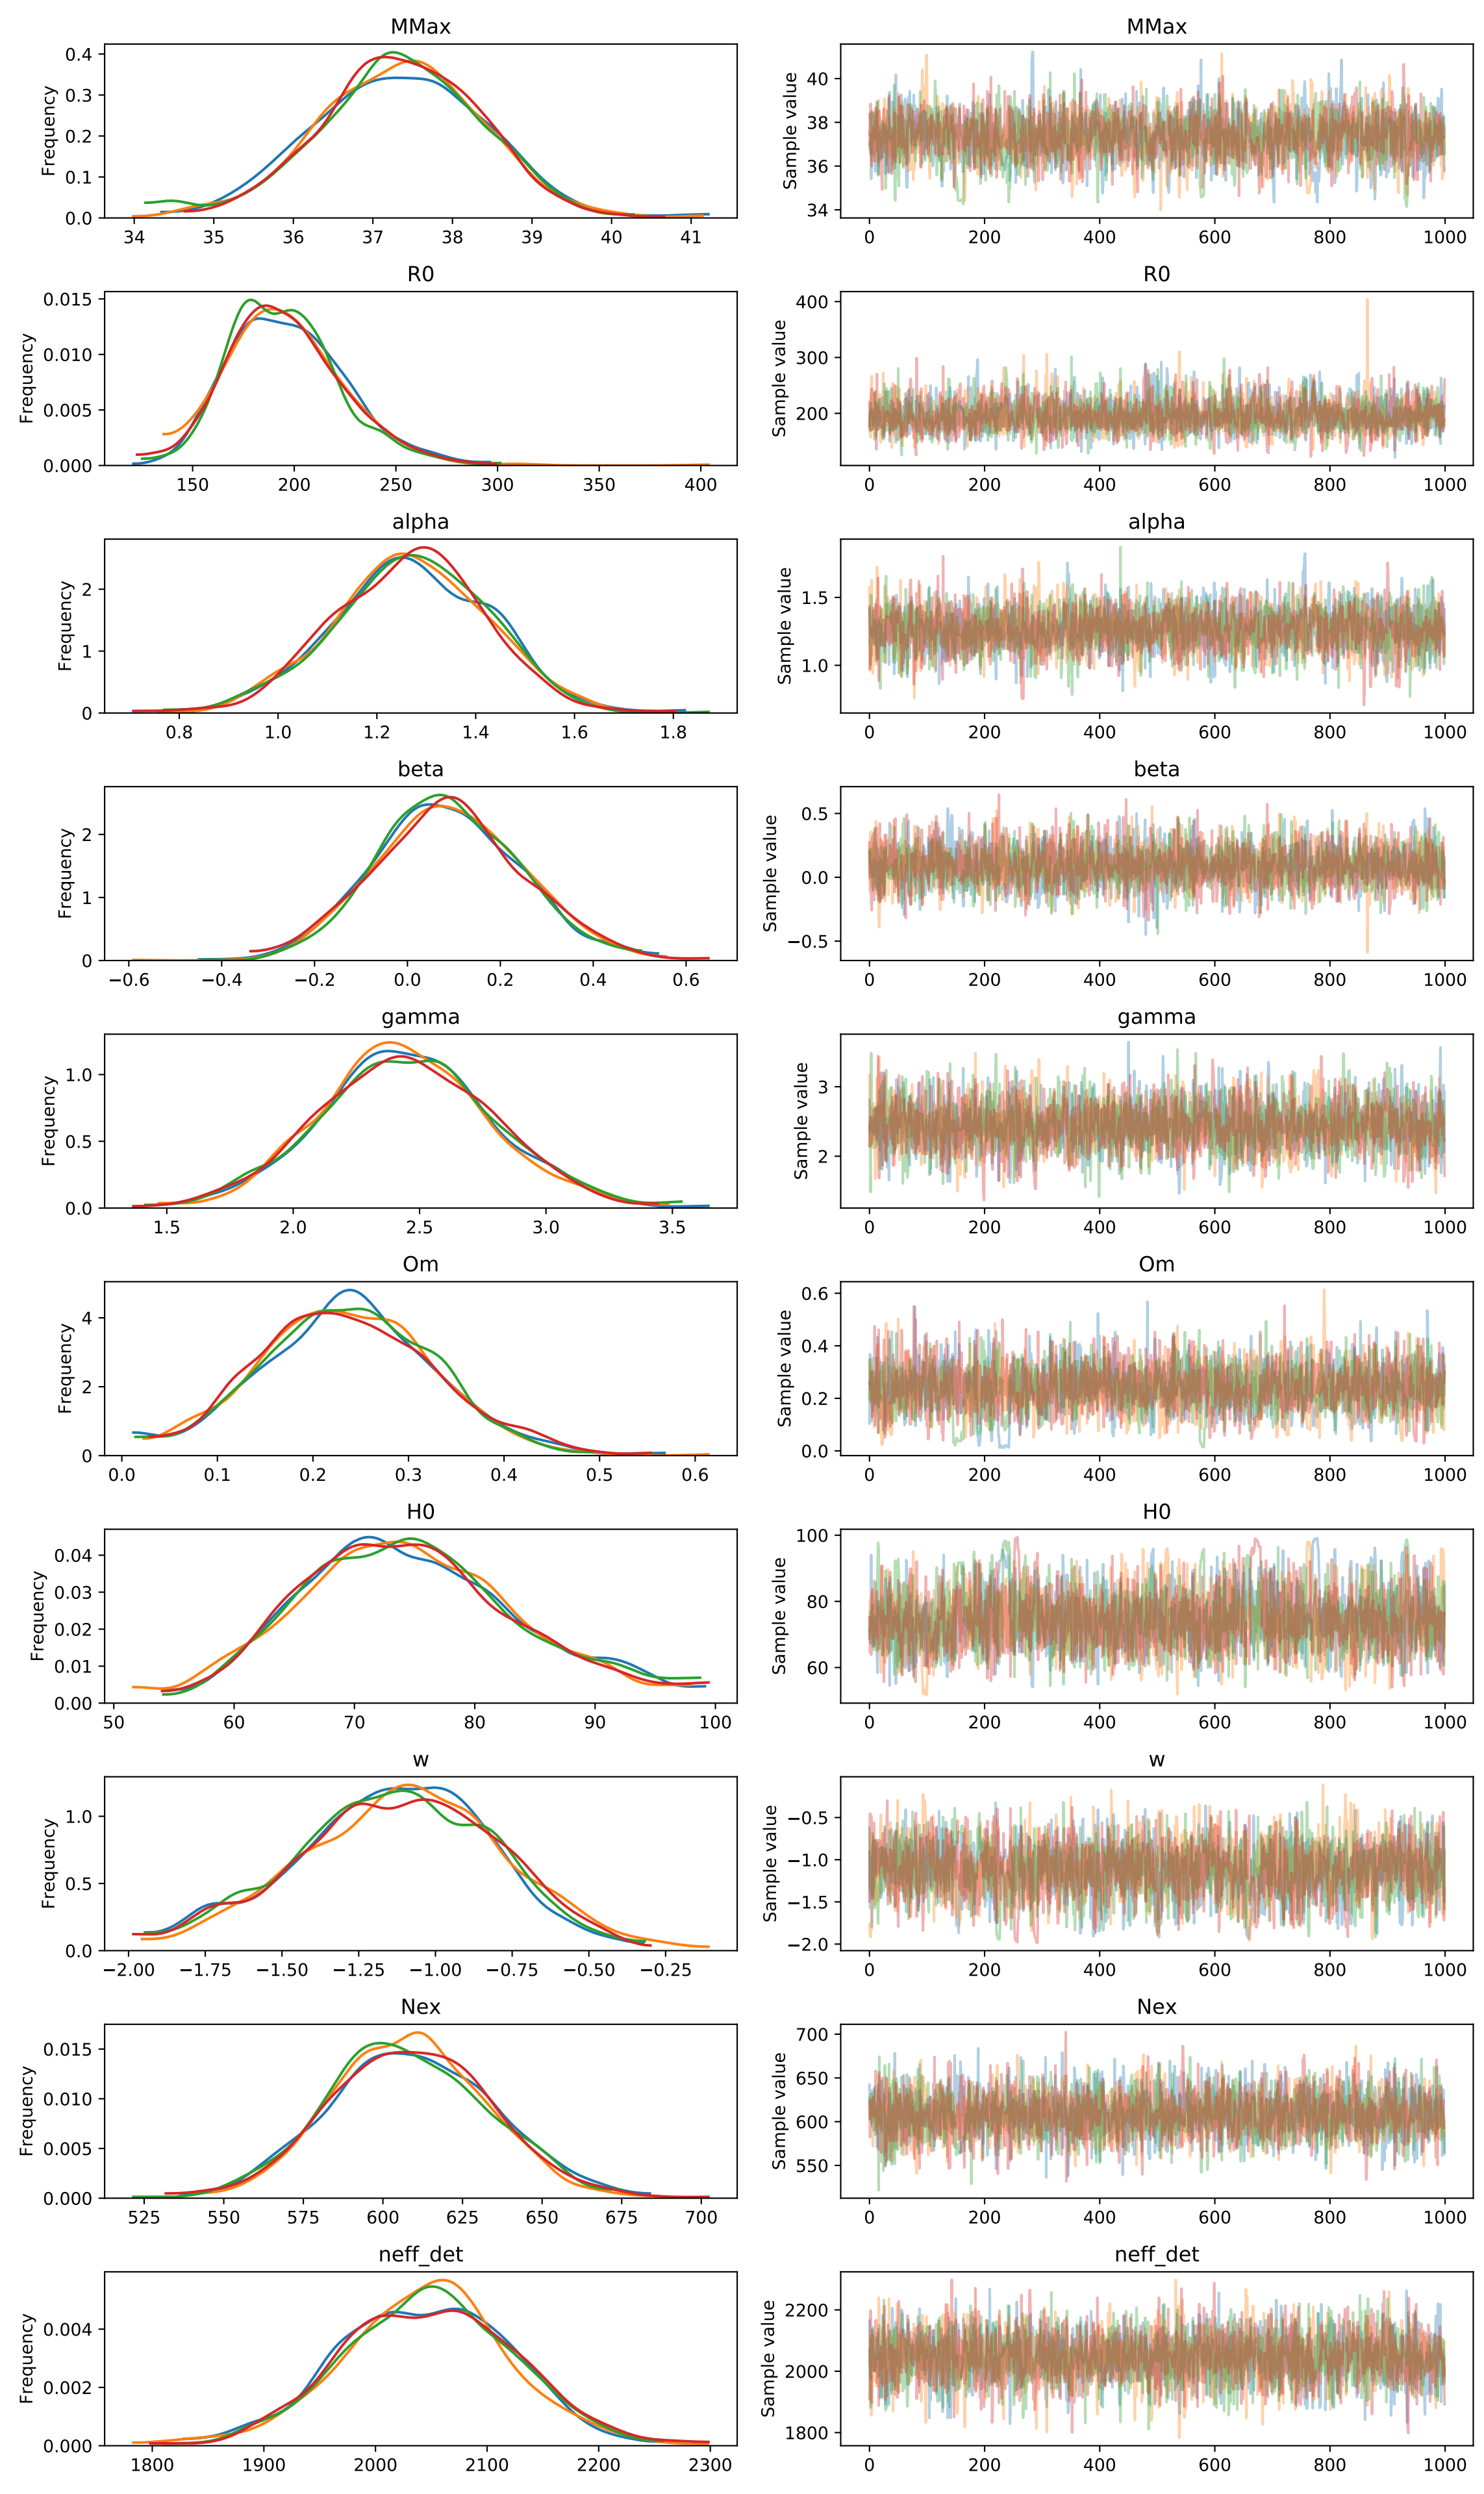 MMax
MMax
0.4
0.3
0.2
0.1
0.0
Frequency
34 35 36 37 38 39 40 41
40
38
36
34
Sample value
0 200 400 600 800 1000
R0
R0
0.015
0.010
0.005
0.000
Frequency
150 200 250 300 350 400
400
300
200
Sample value
0 200 400 600 800 1000
alpha
alpha
2
1
0
Frequency
0.8 1.0 1.2 1.4 1.6 1.8
1.5
1.0
Sample value
0 200 400 600 800 1000
beta
beta
2
1
0
Frequency
−0.6 −0.4 −0.2 0.0 0.2 0.4 0.6
0.5
0.0
−0.5
Sample value
0 200 400 600 800 1000
gamma
gamma
1.0
0.5
0.0
Frequency
1.5 2.0 2.5 3.0 3.5
3
2
Sample value
0 200 400 600 800 1000
Om
Om
4
2
0
Frequency
0.0 0.1 0.2 0.3 0.4 0.5 0.6
0.6
0.4
0.2
0.0
Sample value
0 200 400 600 800 1000
H0
H0
0.04
0.03
0.02
0.01
0.00
Frequency
50 60 70 80 90 100
100
80
60
Sample value
0 200 400 600 800 1000
w
w
1.0
0.5
0.0
Frequency
−2.00 −1.75 −1.50 −1.25 −1.00 −0.75 −0.50 −0.25
−0.5
−1.0
−1.5
−2.0
Sample value
0 200 400 600 800 1000
Nex
Nex
0.015
0.010
0.005
0.000
Frequency
525 550 575 600 625 650 675 700
700
650
600
550
Sample value
0 200 400 600 800 1000
neff_det
neff_det
0.004
0.002
0.000
Frequency
1800 1900 2000 2100 2200 2300
2200
2000
1800
Sample value
0 200 400 600 800 1000